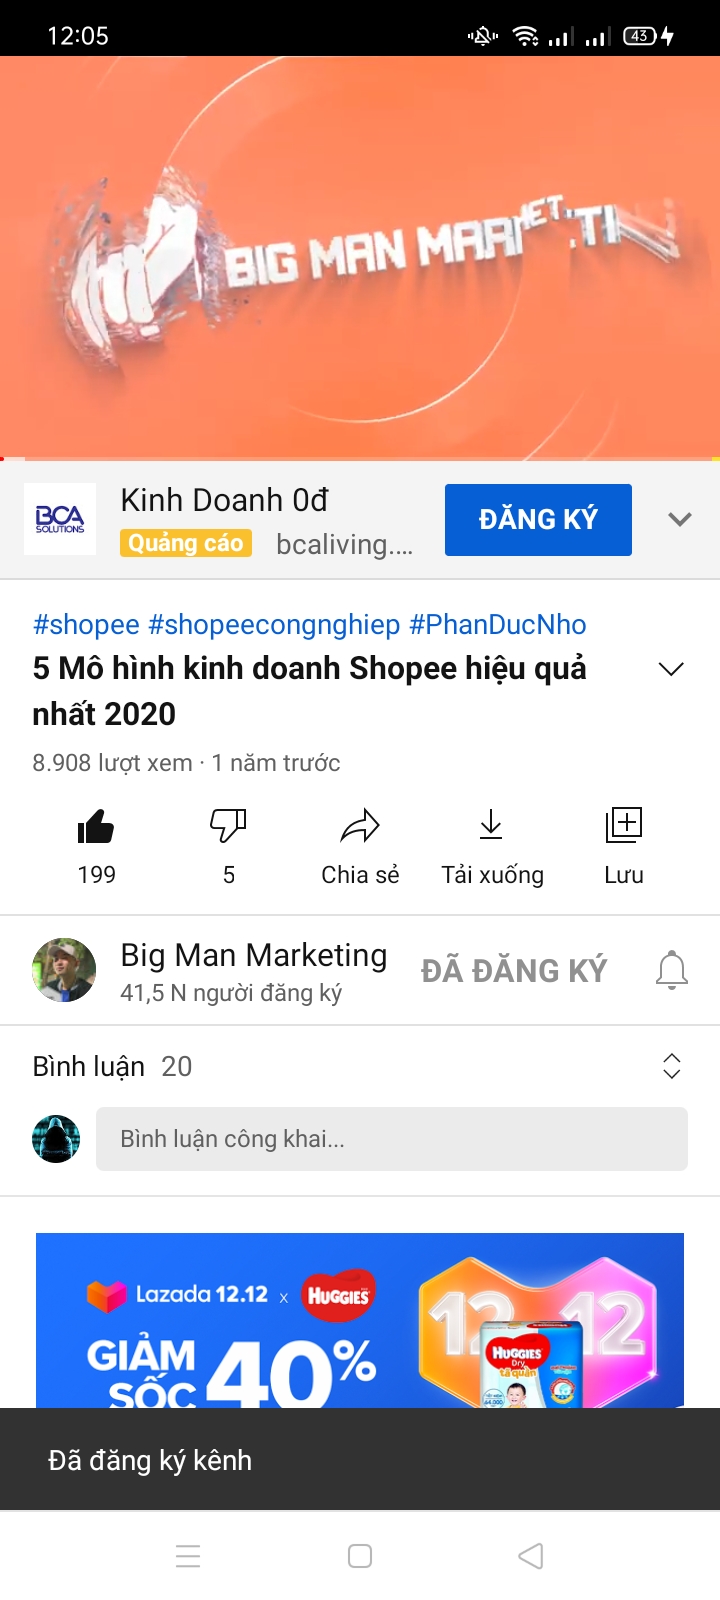 12:05
43
BIG MAN MARKETIN
BCA
SOLUTIONS
Kinh Doanh 0đ
Quảng cáo bcaliving....
ĐĂNG KÝ
#shopee #shopeecongnghiep #PhanDucNho
5 Mô hình kinh doanh Shopee hiệu quả
nhất 2020
8.908 lượt xem · 1 năm trước
199 5 Chia sẻ Tải xuống Lưu
Big Man Marketing
41,5 N người đăng ký
ĐÃ ĐĂNG KÝ
Bình luận 20
Bình luận công khai...
Lazada 12.12 x HUGGIES
GIẢM
SỐC 40%
12 12
HUGGIES
Dry
tã quần
Đã đăng ký kênh